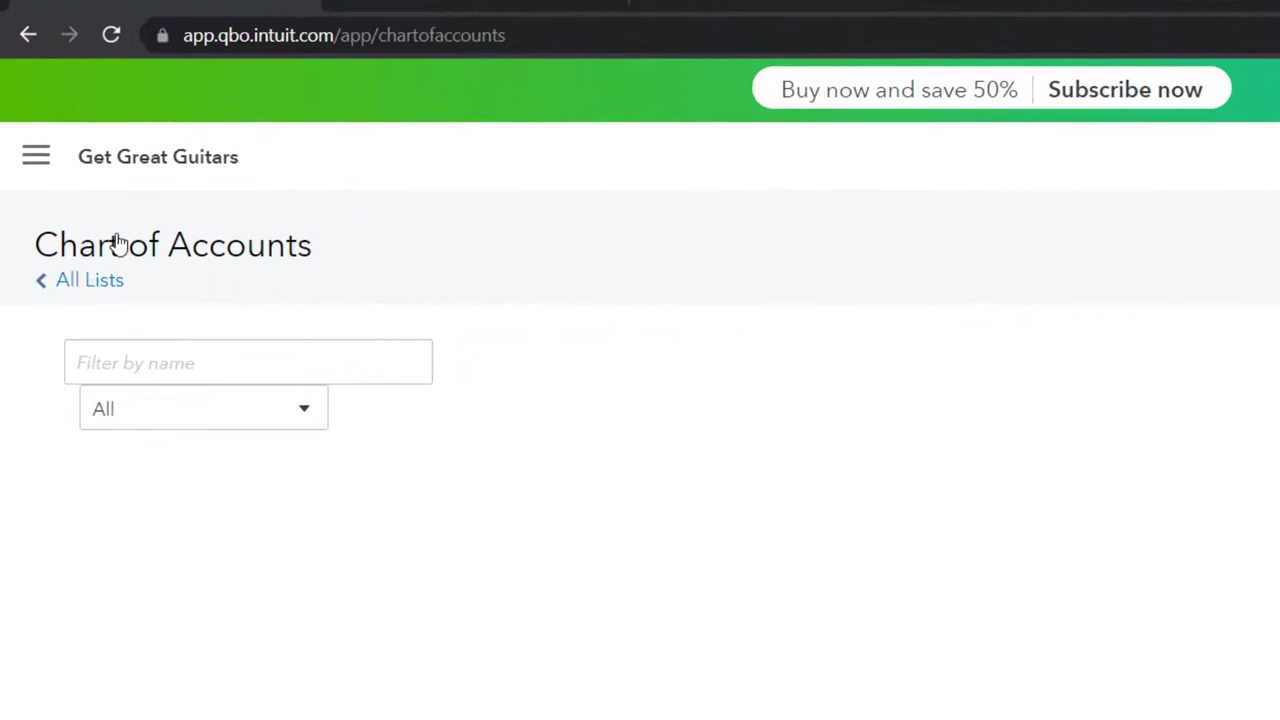 app.qbo.intuit.com/app/chartofaccounts
Buy now and save 50% Subscribe now
Get Great Guitars
Chart of Accounts
All Lists
Filter by name
All